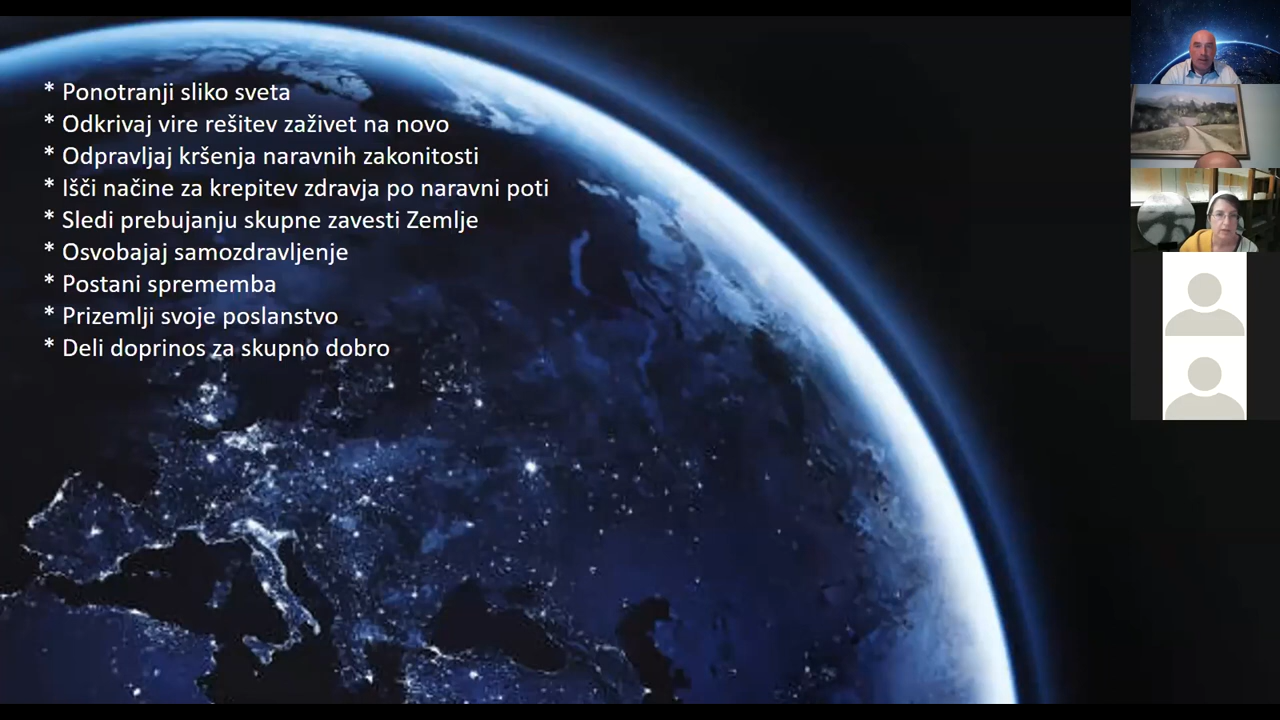 * Ponotranji sliko sveta
* Odkrivaj vire rešitev zaživet na novo
* Odpravljaj kršenja naravnih zakonitosti
* Išči načine za krepitev zdravja po naravni poti
* Sledi prebujanju skupne zavesti Zemlje
* Osvobajaj samozdravljenje
* Postani sprememba
* Prizemlji svoje poslanstvo
* Deli doprinos za skupno dobro